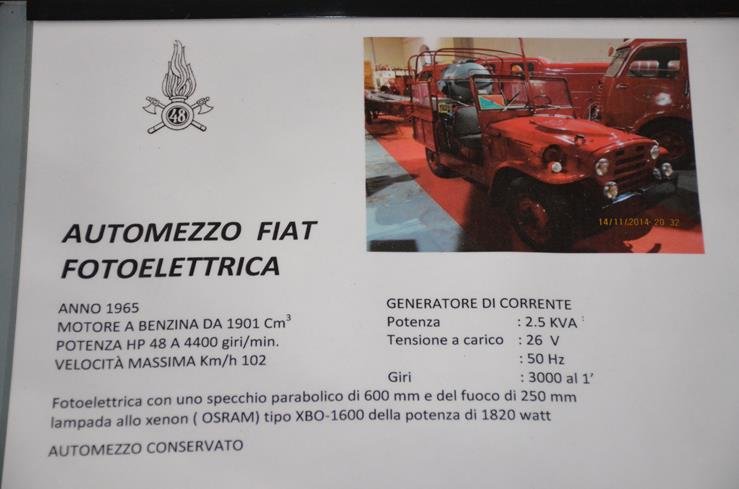 48
14/11/2014 20 32
AUTOMEZZO FIAT
FOTOELETTRICA
ANNO 1965
MOTORE A BENZINA DA 1901 Cm³
POTENZA HP 48 A 4400 giri/min.
VELOCITÀ MASSIMA Km/h 102
GENERATORE DI CORRENTE
Potenza : 2.5 KVA :
Tensione a carico : 26 V
: 50 Hz
Giri : 3000 al 1'
Fotoelettrica con uno specchio parabolico di 600 mm e del fuoco di 250 mm
lampada allo xenon ( OSRAM) tipo XBO-1600 della potenza di 1820 watt
AUTOMEZZO CONSERVATO